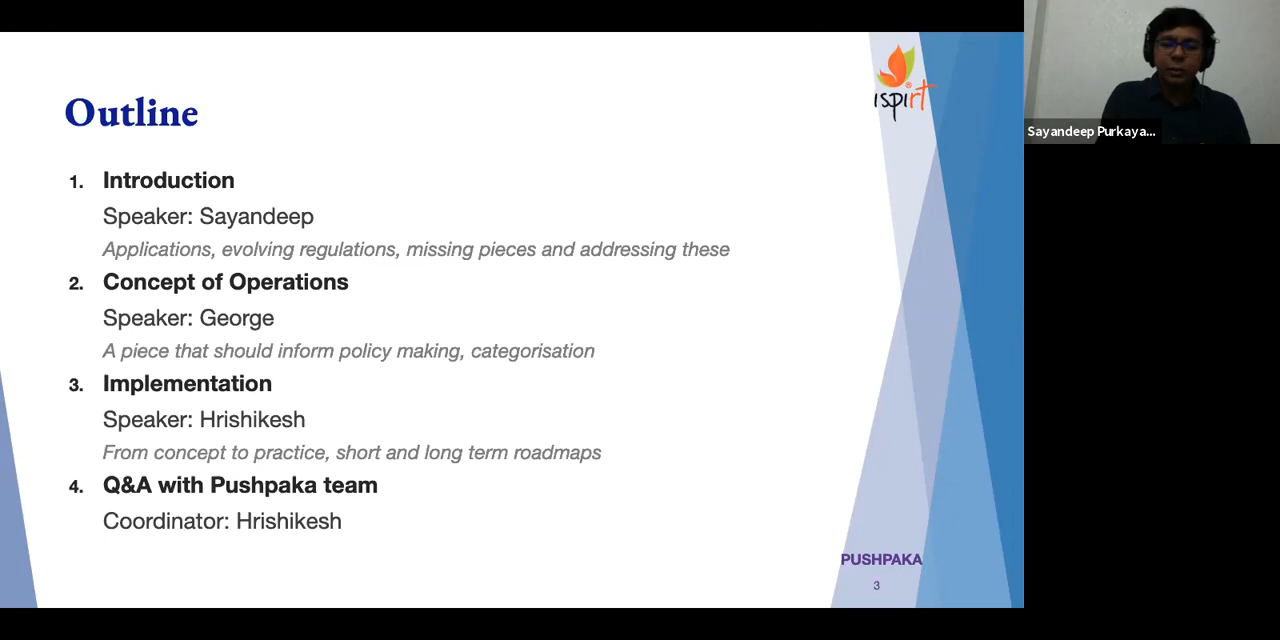 Outline
ispirt
1. Introduction
Speaker: Sayandeep
Applications, evolving regulations, missing pieces and addressing these
2. Concept of Operations
Speaker: George
A piece that should inform policy making, categorisation
3. Implementation
Speaker: Hrishikesh
From concept to practice, short and long term roadmaps
4. Q&A with Pushpaka team
Coordinator: Hrishikesh
PUSHPAKA
3
Sayandeep Purkaya...